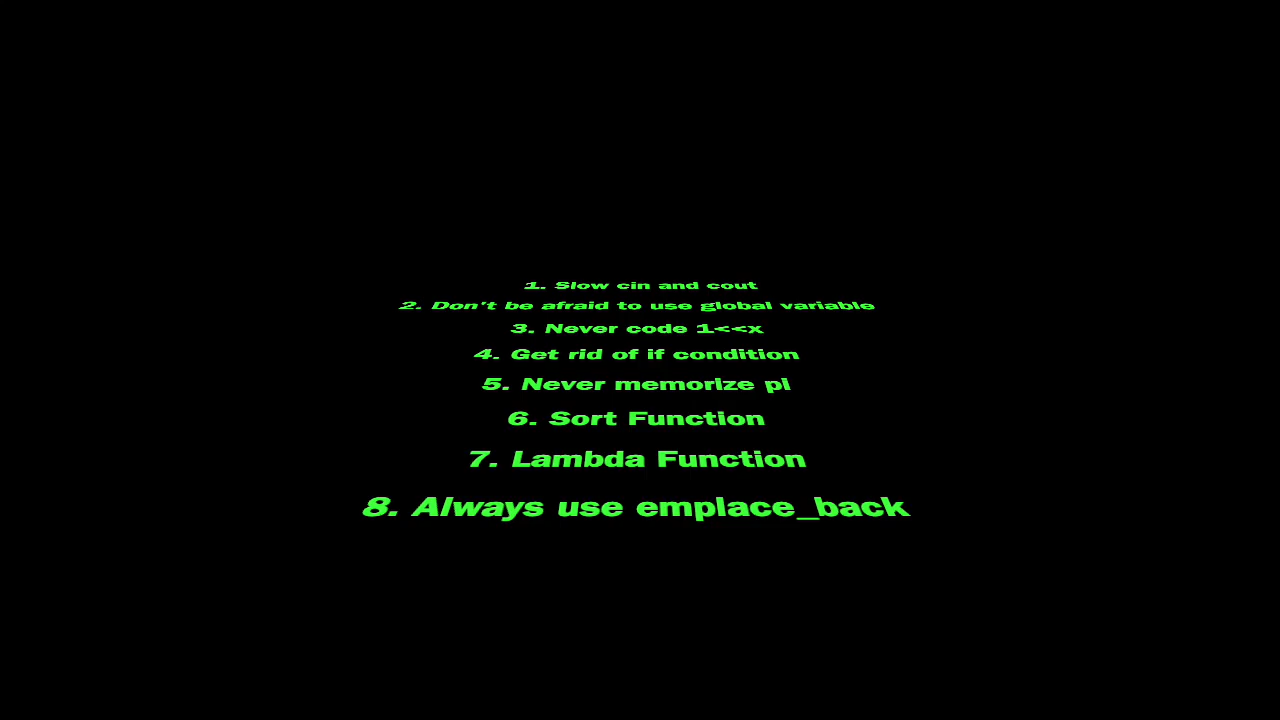 1. Slow cin and cout
2. Don't be afraid to use global variable
3. Never code 1<<x
4. Get rid of if condition
5. Never memorize pi
6. Sort Function
7. Lambda Function
8. Always use emplace_back